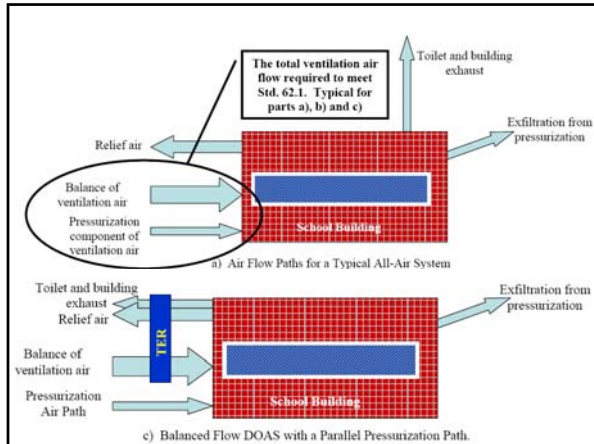 The total ventilation air
flow required to meet
Std. 62.1. Typical for
parts a), b) and c)
Toilet and building
exhaust
Relief air
Exfiltration from
pressurization
Balance of
ventilation air
Pressurization
component of
ventilation air
School Building
a) Air Flow Paths for a Typical All-Air System
Toilet and building
exhaust
Relief air
TER
Exfiltration from
pressurization
Balance of
ventilation air
Pressurization
Air Path
School Building
c) Balanced Flow DOAS with a Parallel Pressurization Path.